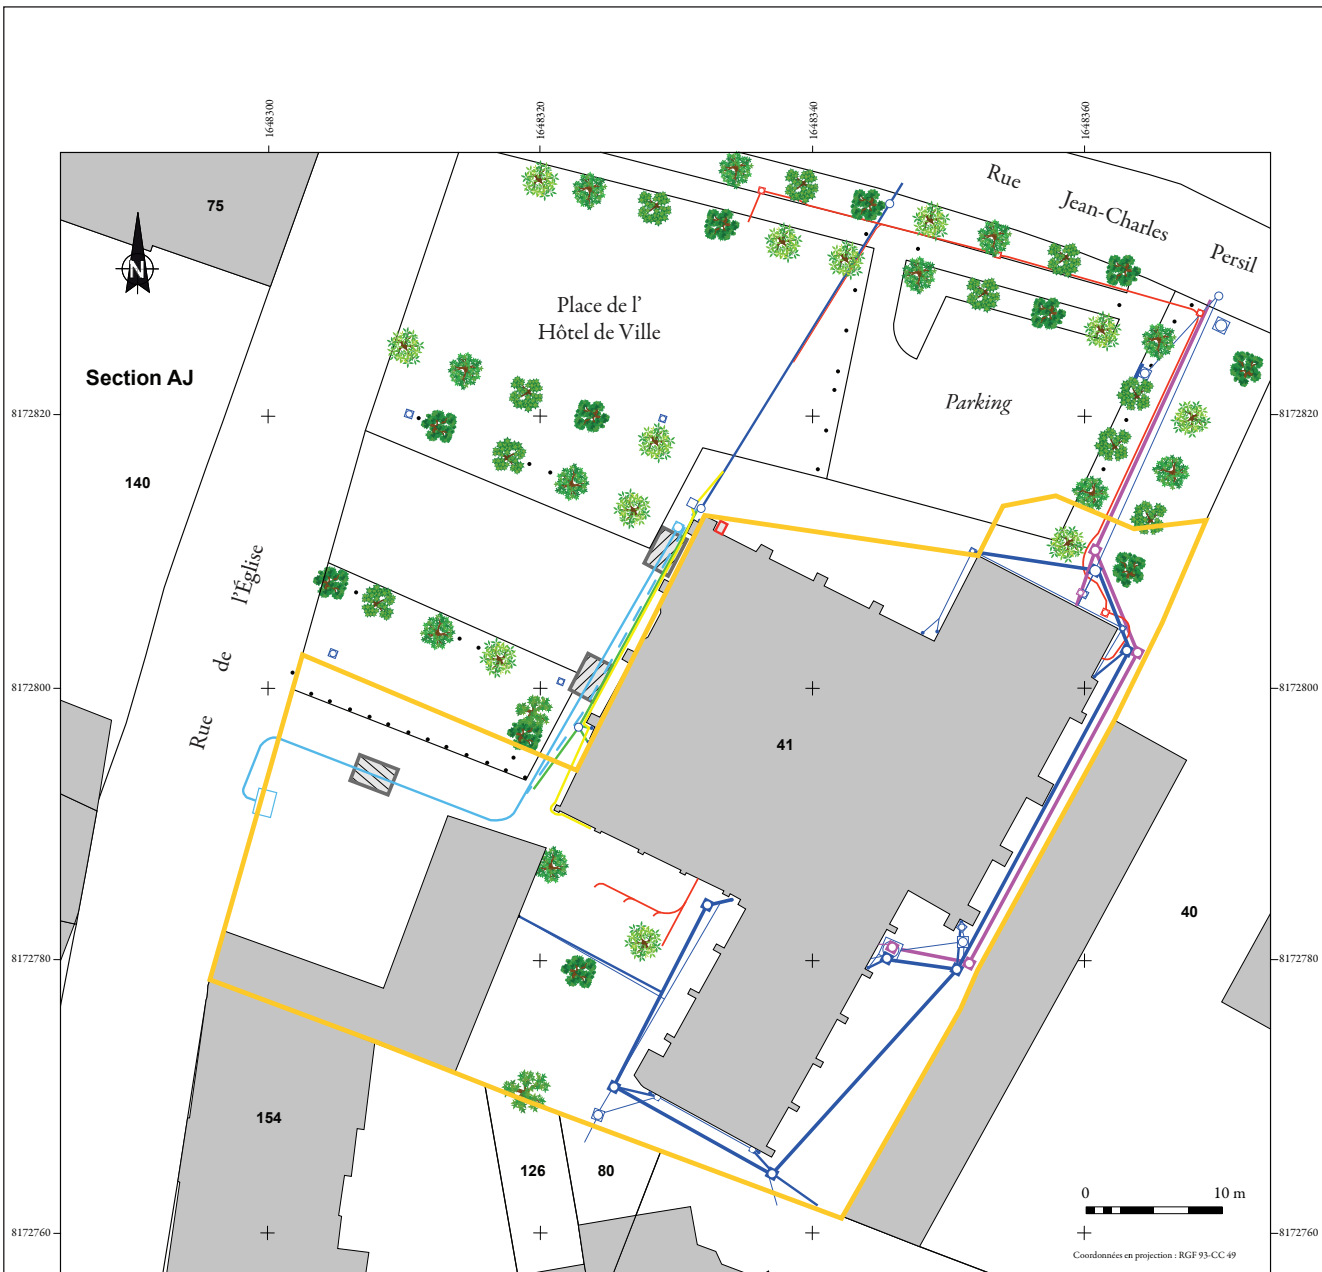 1648300
1648320
1648340
1648360
75
Rue
Jean-Charles
Persil
N
Place de l'
Hôtel de Ville
Section AJ
Parking
8172820
8172820
140
Rue
de
l'Église
8172800
8172800
41
40
8172780
8172780
154
126
80
0
10 m
8172760
8172760
Coordonnées en projection : RGF 93-CC 49